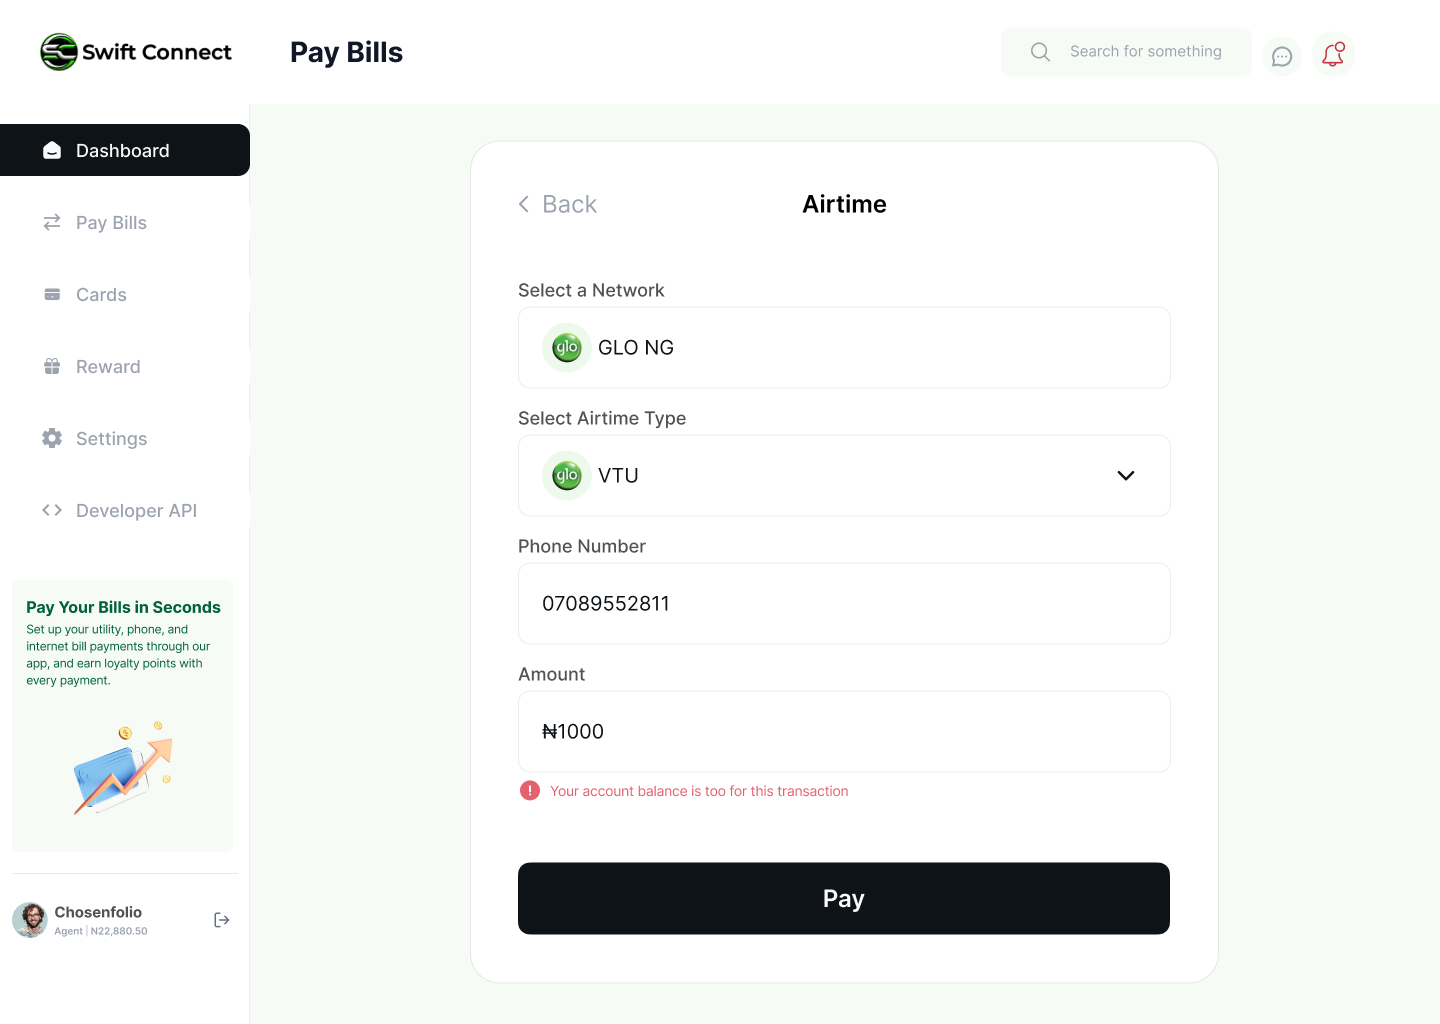 Swift Connect
Pay Bills
Search for something
Dashboard
Pay Bills
Cards
Reward
Settings
Developer API
Pay Your Bills in Seconds
Set up your utility, phone, and
internet bill payments through our
app, and earn loyalty points with
every payment.
Chosenfolio
Agent | N22,880.50
Back
Airtime
Select a Network
glo GLO NG
Select Airtime Type
glo VTU
Phone Number
07089552811
Amount
₦1000
Your account balance is too for this transaction
Pay